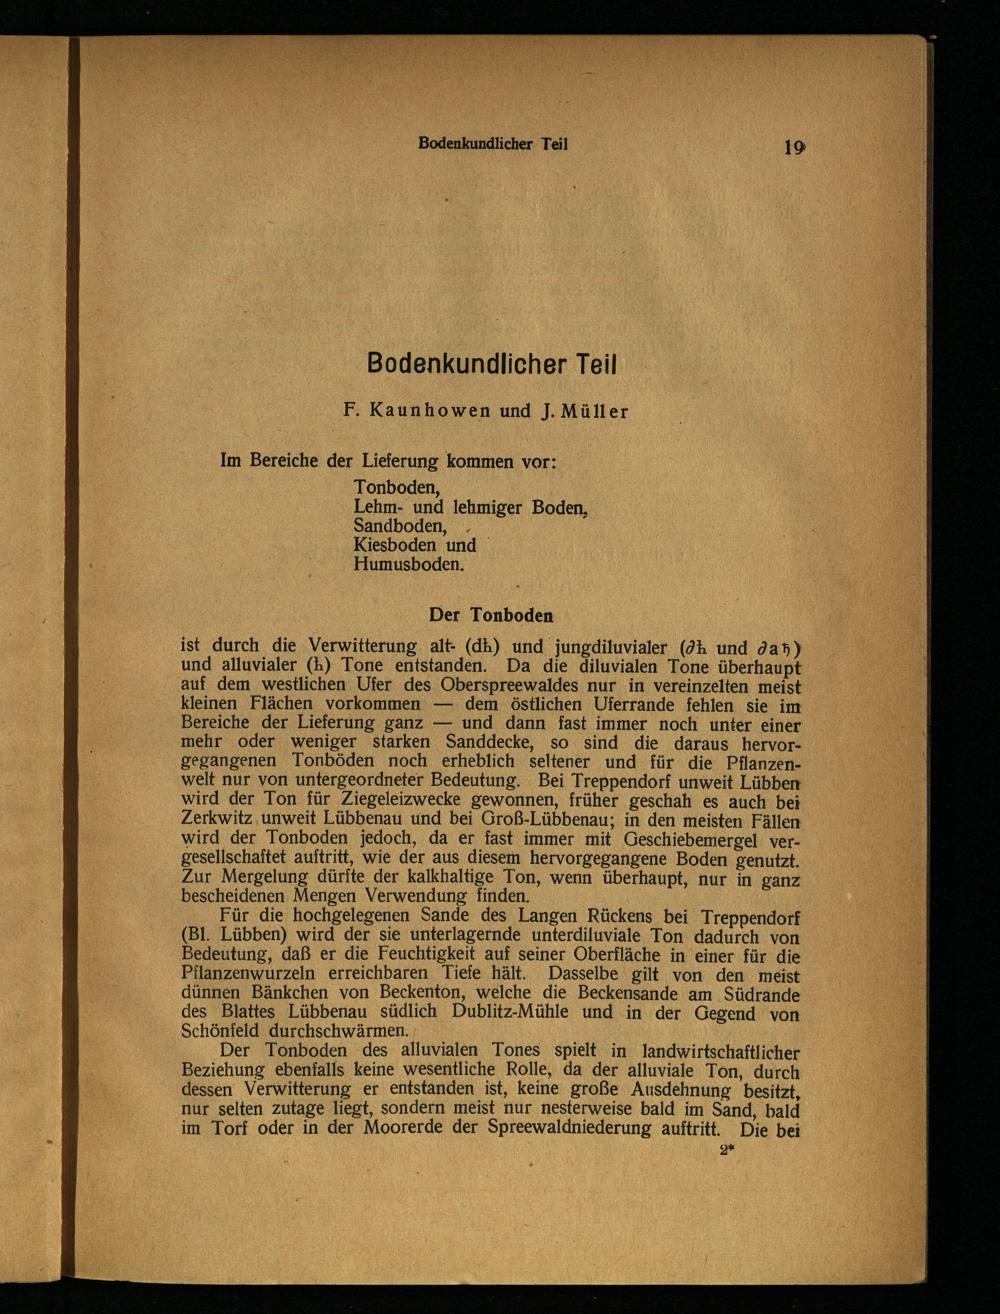 Bodenkundlicher Teil 19
Bodenkundlicher Teil
F. Kaunhowen und J. Müller
Im Bereiche der Lieferung kommen vor:
Tonboden,
Lehm- und lehmiger Boden,
Sandboden,
Kiesboden und
Humusboden.
Der Tonboden
ist durch die Verwitterung alt- (dħ) und jungdiluvialer (∂ħ und ∂aħ)
und alluvialer (ħ) Tone entstanden. Da die diluvialen Tone überhaupt
auf dem westlichen Ufer des Oberspreewaldes nur in vereinzelten meist
kleinen Flächen vorkommen — dem östlichen Uferrande fehlen sie im
Bereiche der Lieferung ganz — und dann fast immer noch unter einer
mehr oder weniger starken Sanddecke, so sind die daraus hervor-
gegangenen Tonböden noch erheblich seltener und für die Pflanzen-
welt nur von untergeordneter Bedeutung. Bei Treppendorf unweit Lübben
wird der Ton für Ziegeleizwecke gewonnen, früher geschah es auch bei
Zerkwitz unweit Lübbenau und bei Groß-Lübbenau; in den meisten Fällen
wird der Tonboden jedoch, da er fast immer mit Geschiebemergel ver-
gesellschaftet auftritt, wie der aus diesem hervorgegangene Boden genutzt.
Zur Mergelung dürfte der kalkhaltige Ton, wenn überhaupt, nur in ganz
bescheidenen Mengen Verwendung finden.
Für die hochgelegenen Sande des Langen Rückens bei Treppendorf
(Bl. Lübben) wird der sie unterlagernde unterdiluviale Ton dadurch von
Bedeutung, daß er die Feuchtigkeit auf seiner Oberfläche in einer für die
Pflanzenwurzeln erreichbaren Tiefe hält. Dasselbe gilt von den meist
dünnen Bänkchen von Beckenton, welche die Beckensande am Südrande
des Blattes Lübbenau südlich Dublitz-Mühle und in der Gegend von
Schönfeld durchschwärmen.
Der Tonboden des alluvialen Tones spielt in landwirtschaftlicher
Beziehung ebenfalls keine wesentliche Rolle, da der alluviale Ton, durch
dessen Verwitterung er entstanden ist, keine große Ausdehnung besitzt,
nur selten zutage liegt, sondern meist nur nesterweise bald im Sand, bald
im Torf oder in der Moorerde der Spreewaldniederung auftritt. Die bei
2*